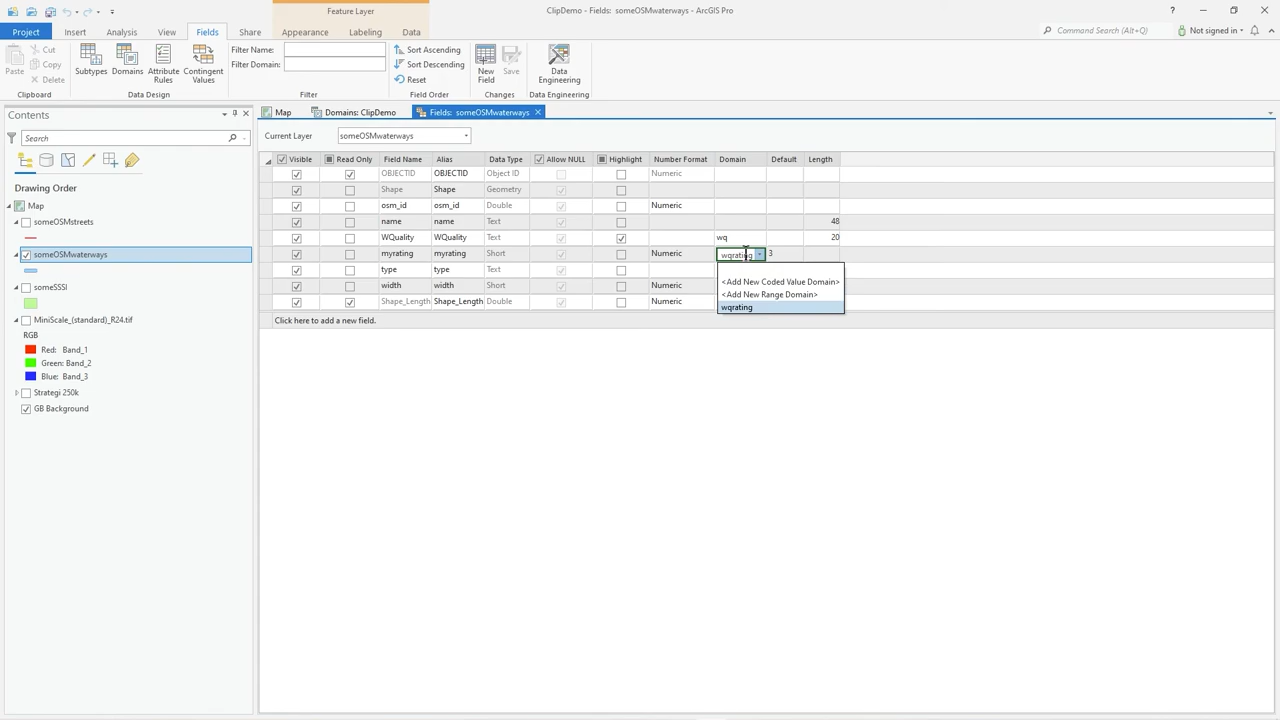 Feature Layer
ClipDemo - Fields: someOSMwaterways - ArcGIS Pro
? — ×
Project Insert Analysis View Fields Share Appearance Labeling Data
Command Search (Alt+Q)
Not signed in
Paste
Cut
Copy
Delete
Clipboard
Subtypes
Domains
Attribute Rules
Contingent Values
Data Design
Filter Name:
Filter Domain:
Filter
Sort Ascending
Sort Descending
Reset
Field Order
New Field
Save
Changes
Data Engineering
Data Engineering
Contents
Search
Drawing Order
Map
someOSMstreets
someOSMwaterways
someSSSI
MiniScale_(standard)_R24.tif
RGB
Red: Band_1
Green: Band_2
Blue: Band_3
Strategi 250k
GB Background
Map Domains: ClipDemo Fields: someOSMwaterways
Current Layer someOSMwaterways
Visible Read Only Field Name Alias Data Type Allow NULL Highlight Number Format Domain Default Length
OBJECTID OBJECTID Object ID Numeric
Shape Shape Geometry
osm_id osm_id Double Numeric
name name Text 48
WQuality WQuality Text wq 20
myrating myrating Short Numeric wqrating 3
type type Text
width width Short Numeric
Shape_Length Shape_Length Double Numeric
<Add New Coded Value Domain>
<Add New Range Domain>
wqrating
Click here to add a new field.